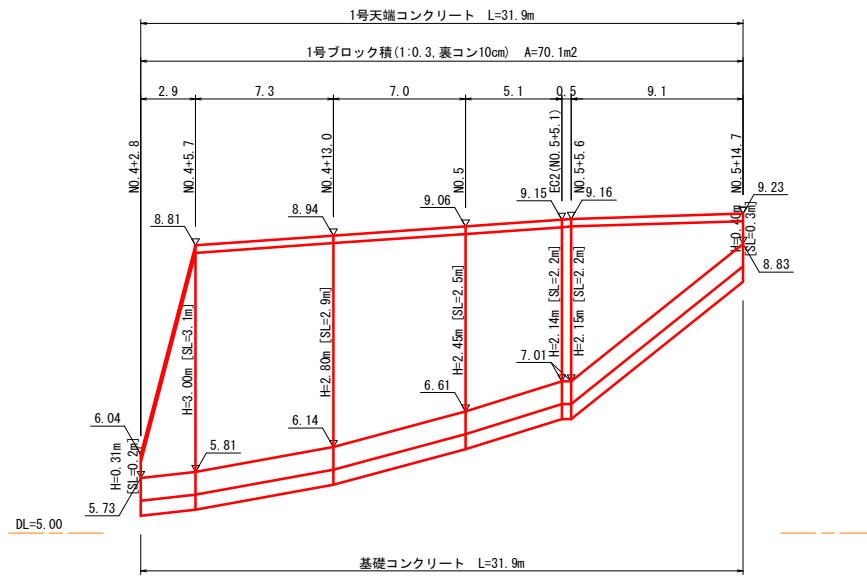 1号天端コンクリート L=31.9m
1号ブロック積(1:0.3,裏コン10cm) A=70.1m2
2.9
7.3
7.0
5.1
0.5
9.1
NO.4+2.8
NO.4+5.7
NO.4+13.0
NO.5
EC2(NO.5+5.1)
NO.5+5.6
NO.5+14.7
8.81
8.94
9.06
9.15
9.16
9.23
8.83
H=0.31m
[SL=0.2m]
H=3.00m [SL=3.1m]
H=2.80m [SL=2.9m]
H=2.45m [SL=2.5m]
H=2.14m [SL=2.2m]
H=2.15m [SL=2.2m]
H=0.40m
[SL=0.3m]
7.01
6.61
6.14
5.81
6.04
5.73
DL=5.00
基礎コンクリート L=31.9m